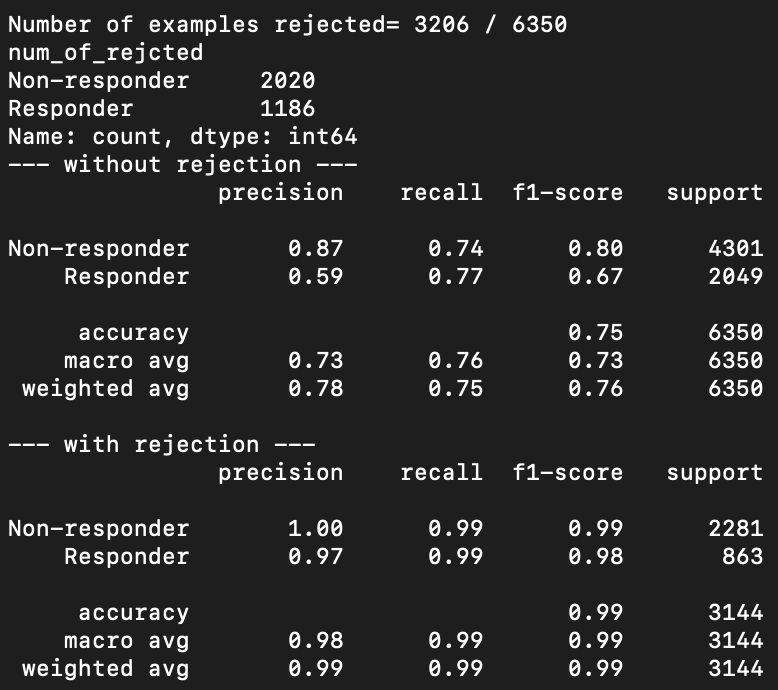 Number of examples rejected= 3206 / 6350
num_of_rejcted
Non-responder     2020
Responder         1186
Name: count, dtype: int64
--- without rejection ---
               precision    recall  f1-score   support

Non-responder       0.87      0.74      0.80      4301
    Responder       0.59      0.77      0.67      2049

     accuracy                           0.75      6350
    macro avg       0.73      0.76      0.73      6350
 weighted avg       0.78      0.75      0.76      6350

--- with rejection ---
               precision    recall  f1-score   support

Non-responder       1.00      0.99      0.99      2281
    Responder       0.97      0.99      0.98       863

     accuracy                           0.99      3144
    macro avg       0.98      0.99      0.99      3144
 weighted avg       0.99      0.99      0.99      3144